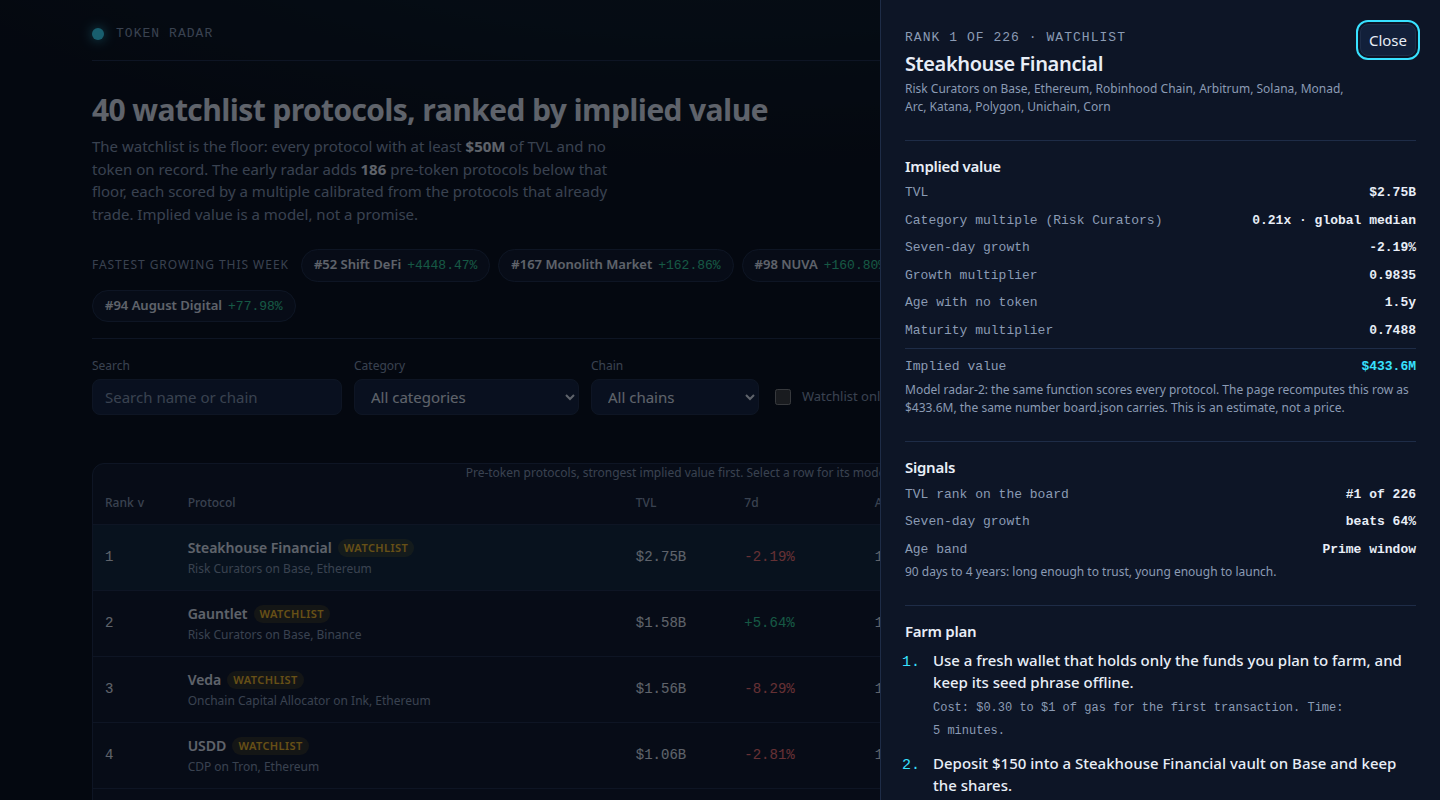 TOKEN RADAR
40 watchlist protocols, ranked by implied value
The watchlist is the floor: every protocol with at least $50M of TVL and no
token on record. The early radar adds 186 pre-token protocols below that
floor, each scored by a multiple calibrated from the protocols that already
trade. Implied value is a model, not a promise.
FASTEST GROWING THIS WEEK #52 Shift DeFi +4448.47% #167 Monolith Market +162.86% #98 NUVA +160.80%
#94 August Digital +77.98%
Search Category Chain
Search name or chain All categories All chains Watchlist onl
Pre-token protocols, strongest implied value first. Select a row for its mod
Rank v Protocol TVL 7d A
1 Steakhouse Financial WATCHLIST $2.75B -2.19% 1
Risk Curators on Base, Ethereum
2 Gauntlet WATCHLIST $1.58B +5.64% 1
Risk Curators on Base, Binance
3 Veda WATCHLIST $1.56B -8.29% 1
Onchain Capital Allocator on Ink, Ethereum
4 USDD WATCHLIST $1.06B -2.81% 1
CDP on Tron, Ethereum
RANK 1 OF 226 · WATCHLIST
Close
Steakhouse Financial
Risk Curators on Base, Ethereum, Robinhood Chain, Arbitrum, Solana, Monad,
Arc, Katana, Polygon, Unichain, Corn
Implied value
TVL $2.75B
Category multiple (Risk Curators) 0.21x · global median
Seven-day growth -2.19%
Growth multiplier 0.9835
Age with no token 1.5y
Maturity multiplier 0.7488
Implied value $433.6M
Model radar-2: the same function scores every protocol. The page recomputes this row as
$433.6M, the same number board.json carries. This is an estimate, not a price.
Signals
TVL rank on the board #1 of 226
Seven-day growth beats 64%
Age band Prime window
90 days to 4 years: long enough to trust, young enough to launch.
Farm plan
1. Use a fresh wallet that holds only the funds you plan to farm, and
keep its seed phrase offline.
Cost: $0.30 to $1 of gas for the first transaction. Time:
5 minutes.
2. Deposit $150 into a Steakhouse Financial vault on Base and keep
the shares.